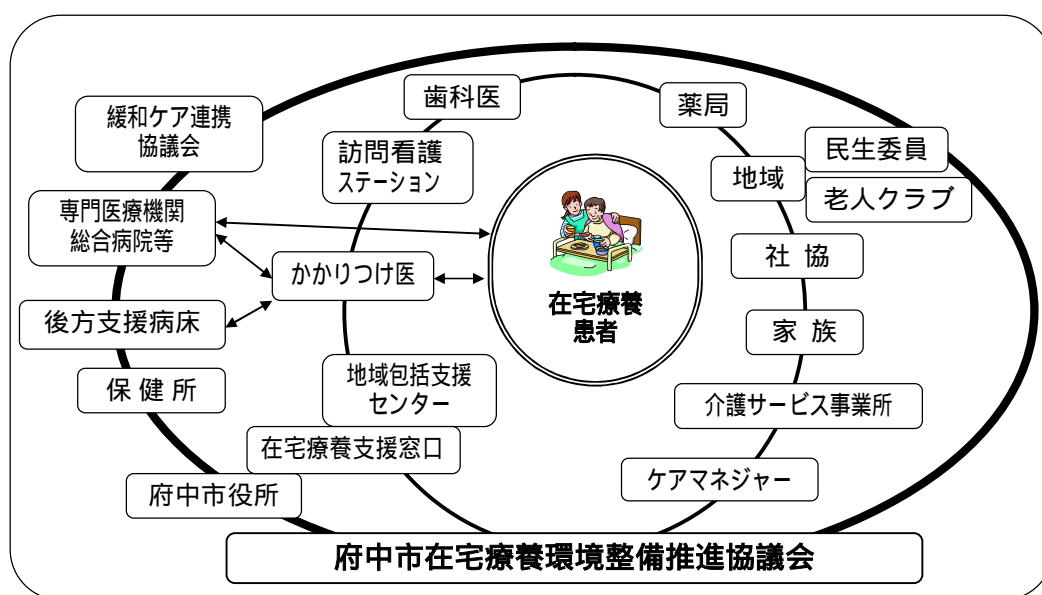 歯科医
薬局
緩和ケア連携
協議会
訪問看護
ステーション
民生委員
地域
老人クラブ
専門医療機関
総合病院等
社 協
かかりつけ医
在宅療養
患者
後方支援病床
家 族
保 健 所
地域包括支援
センター
介護サービス事業所
在宅療養支援窓口
ケアマネジャー
府中市役所
府中市在宅療養環境整備推進協議会